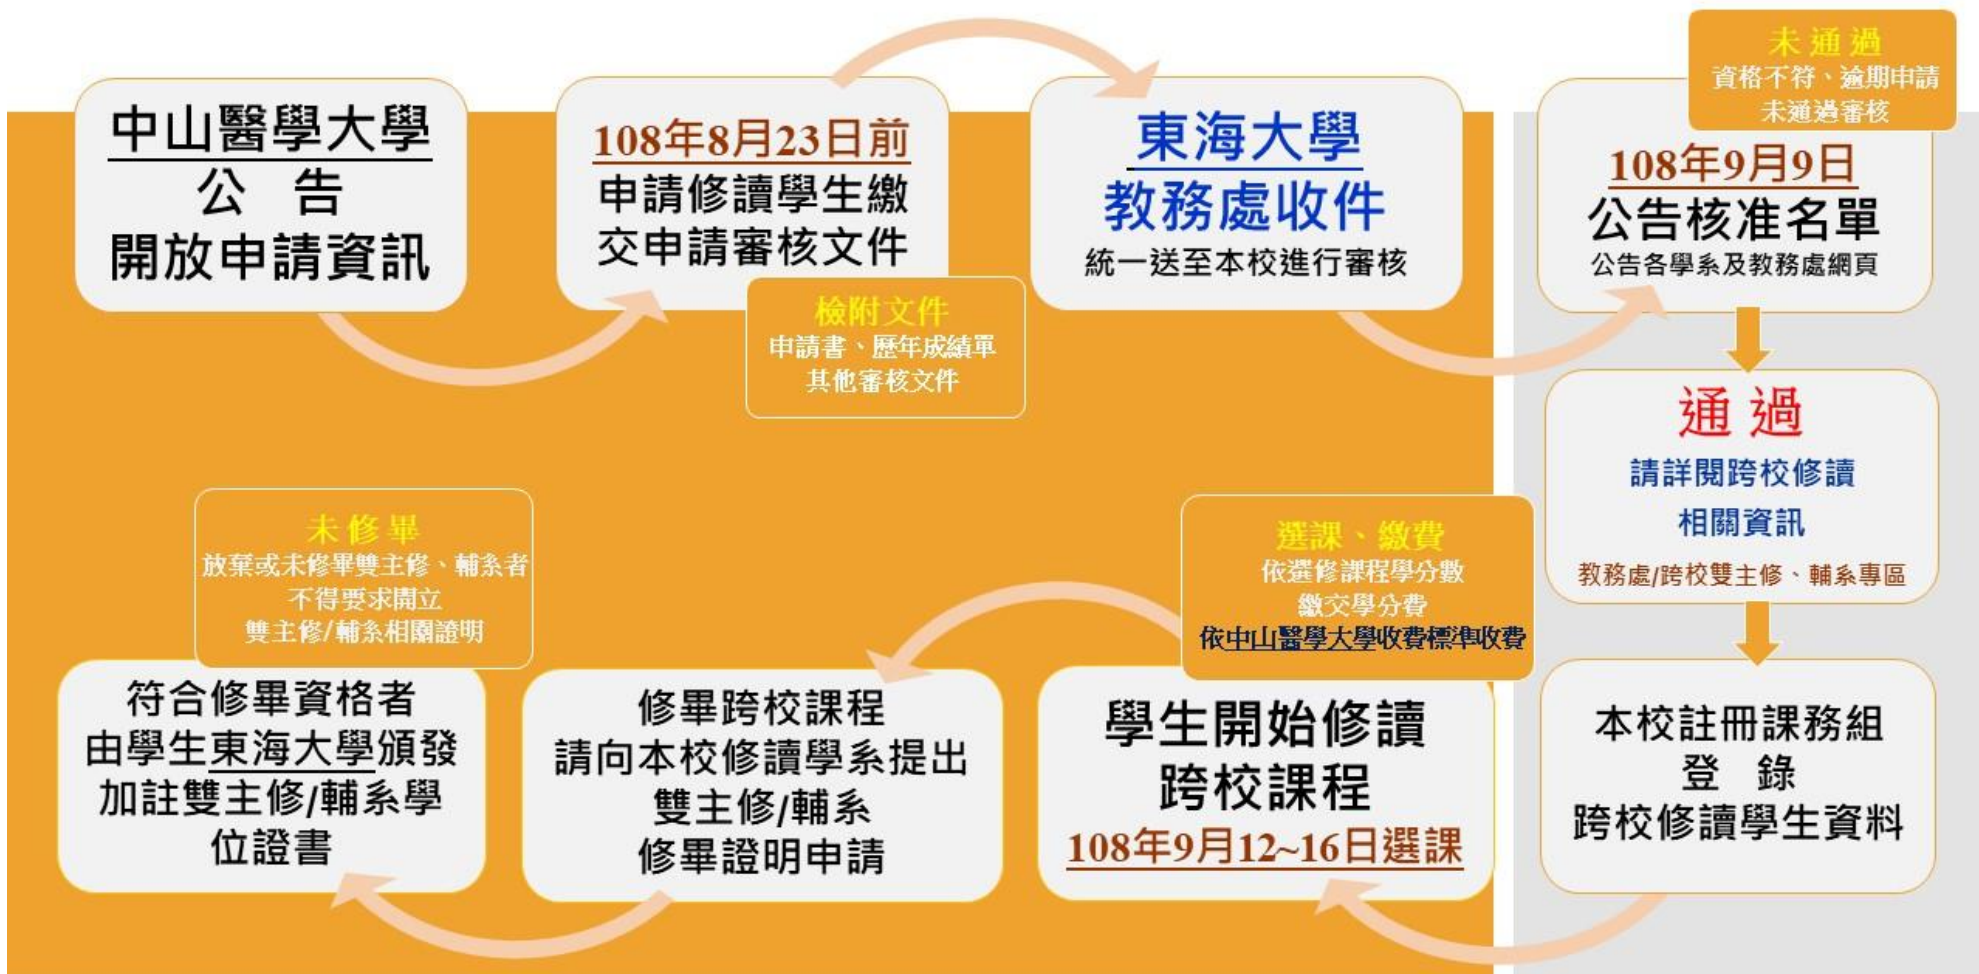 中山醫學大學
公 告
開放申請資訊
108年8月23日前
申請修讀學生繳
交申請審核文件
檢附文件
申請書、歷年成績單
其他審核文件
東海大學
教務處收件
統一送至本校進行審核
未通過
資格不符、逾期申請
未通過審核
108年9月9日
公告核准名單
公告各學系及教務處網頁
通過
請詳閱跨校修讀
相關資訊
教務處/跨校雙主修、輔系專區
本校註冊課務組
登 錄
跨校修讀學生資料
選課、繳費
依選修課程學分數
繳交學分費
依中山醫學大學收費標準收費
學生開始修讀
跨校課程
108年9月12~16日選課
修畢跨校課程
請向本校修讀學系提出
雙主修/輔系
修畢證明申請
未修畢
放棄或未修畢雙主修、輔系者
不得要求開立
雙主修/輔系相關證明
符合修畢資格者
由學生東海大學頒發
加註雙主修/輔系學
位證書